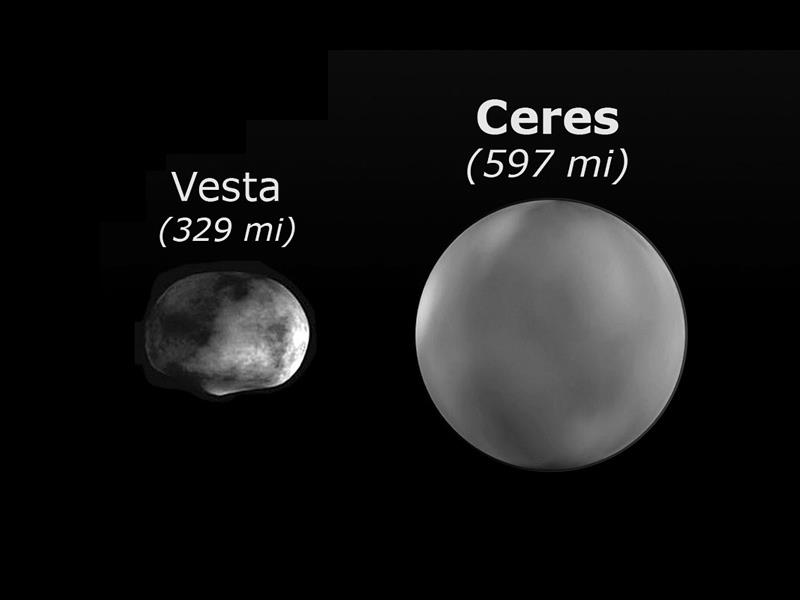 Vesta
(329 mi)
Ceres
(597 mi)